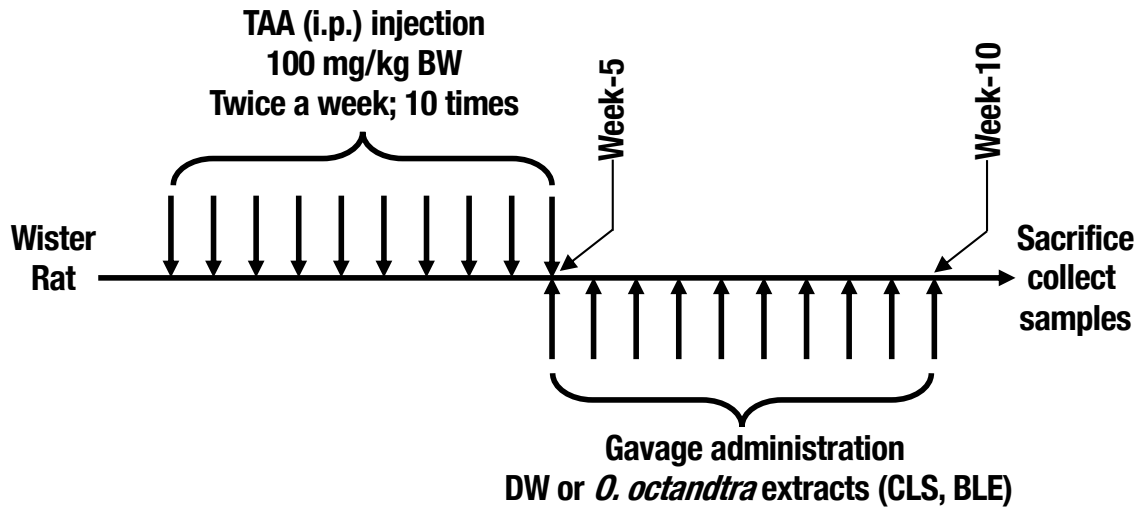 TAA (i.p.) injection
100 mg/kg BW
Twice a week; 10 times
Week-5
Week-10
Wister
Rat
Sacrifice
collect
samples
Gavage administration
DW or O. octandtra extracts (CLS, BLE)